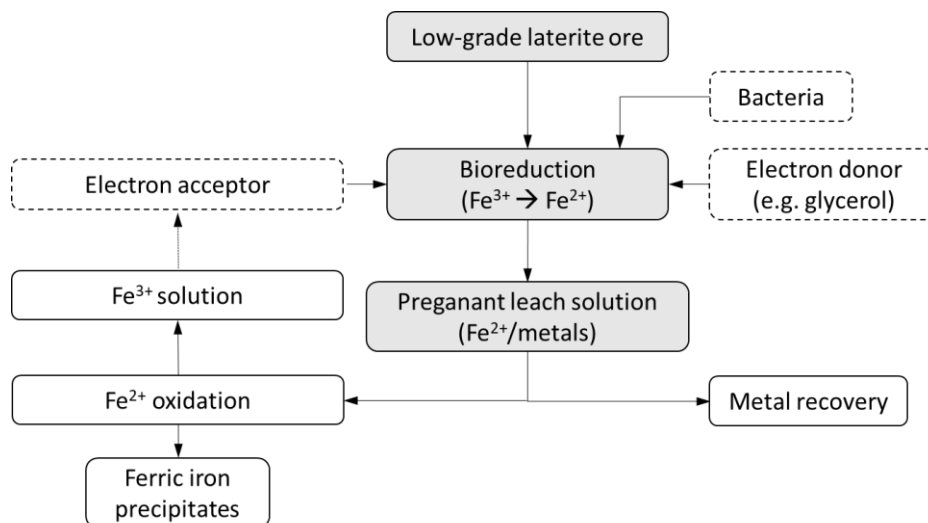 Low-grade laterite ore
Bacteria
Bioreduction
(Fe³⁺ → Fe²⁺)
Electron donor
(e.g. glycerol)
Electron acceptor
Fe³⁺ solution
Preganant leach solution
(Fe²⁺/metals)
Fe²⁺ oxidation
Metal recovery
Ferric iron
precipitates